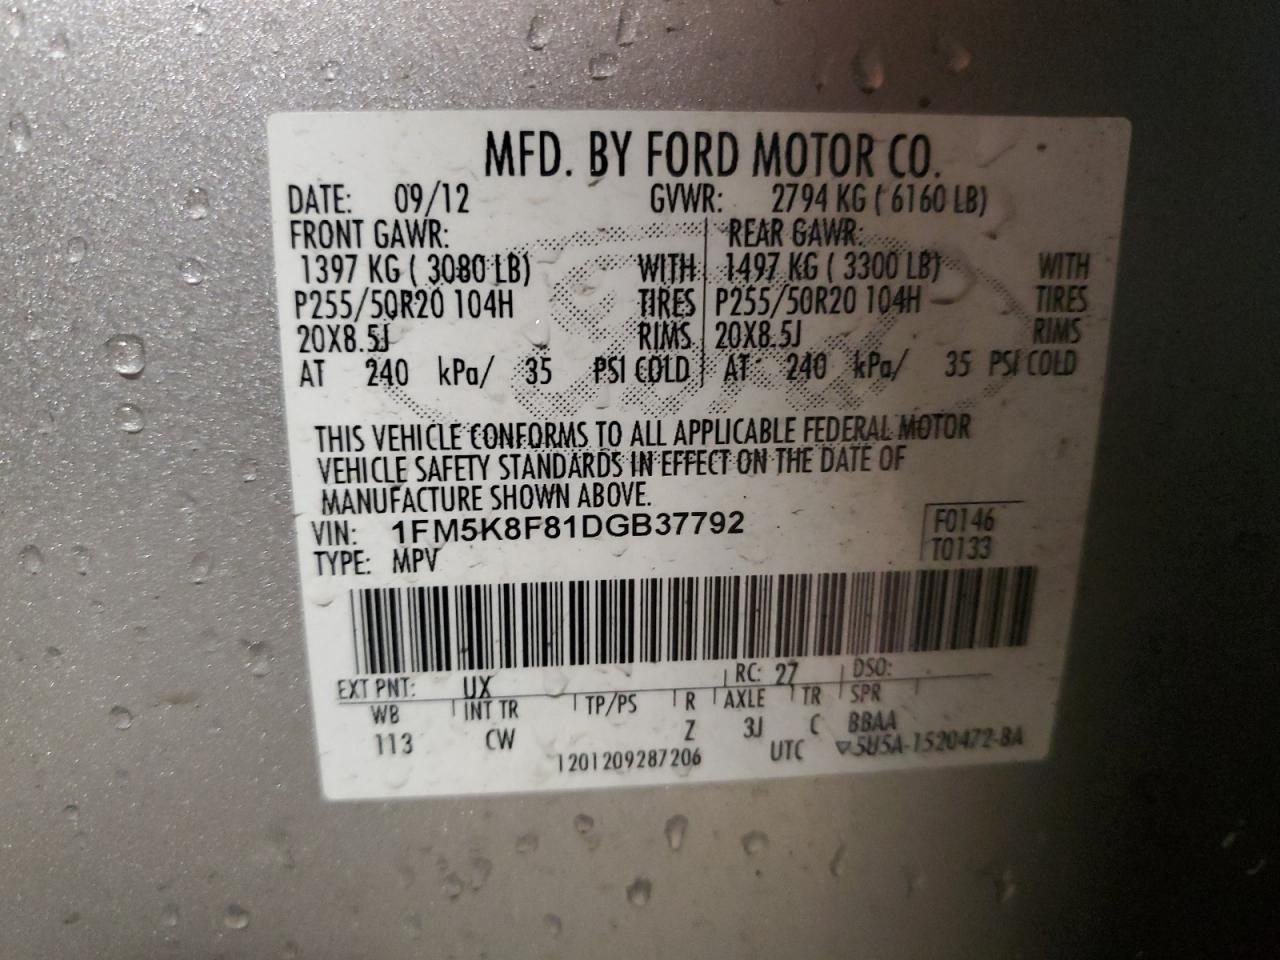 MFD. BY FORD MOTOR CO.
DATE: 09/12 GVWR: 2794 KG ( 6160 LB)
FRONT GAWR: REAR GAWR:
1397 KG ( 3080 LB) WITH 1497 KG ( 3300 LB) WITH
P255/50R20 104H TIRES P255/50R20 104H TIRES
20X8.5J RIMS 20X8.5J RIMS
AT 240 kPa/ 35 PSI COLD AT 240 kPa/ 35 PSI COLD
THIS VEHICLE CONFORMS TO ALL APPLICABLE FEDERAL MOTOR
VEHICLE SAFETY STANDARDS IN EFFECT ON THE DATE OF
MANUFACTURE SHOWN ABOVE.
VIN: 1FM5K8F81DGB37792 F0146
TYPE: MPV T0133
EXT PNT: UX RC: 27 DSO:
WB INT TR TP/PS R AXLE TR SPR
113 CW Z 3J C BBAA
1201209287206 UTC ▽5U5A-1520472-BA